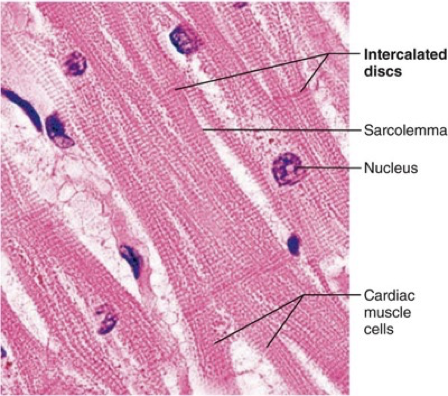 Intercalated
discs
Sarcolemma
Nucleus
Cardiac
muscle
cells